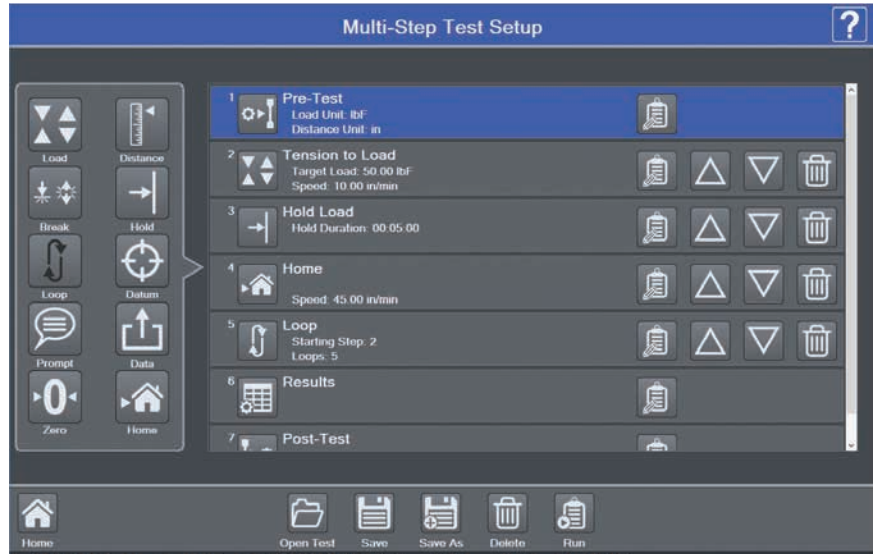 Multi-Step Test Setup
?
Load
Distance
Break
Hold
Loop
Datum
Prompt
Data
0
Zero
Home
1
Pre-Test
Load Unit: lbF
Distance Unit: in
2
Tension to Load
Target Load: 50.00 lbF
Speed: 10.00 in/min
3
Hold Load
Hold Duration: 00:05:00
4
Home
Speed: 45.00 in/min
5
Loop
Starting Step: 2
Loops: 5
6
Results
7
Post-Test
Home
Open Test
Save
Save As
Delete
Run